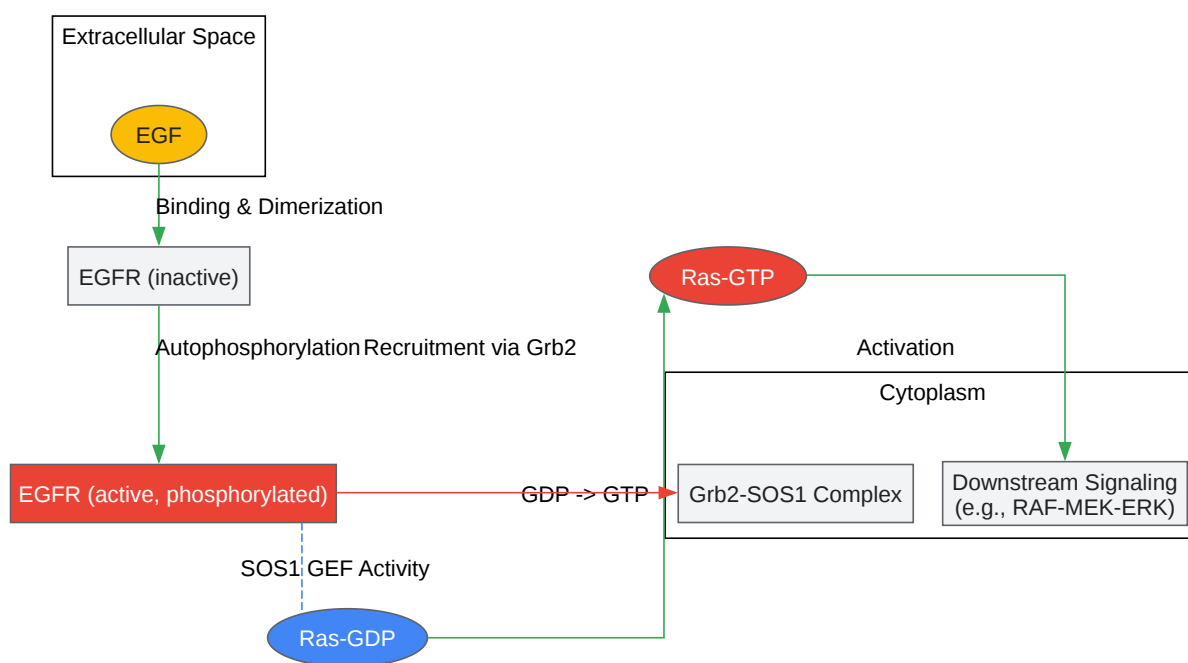 Extracellular Space
EGF
Binding & Dimerization
EGFR (inactive)
Ras-GTP
Autophosphorylation
Recruitment via Grb2
Activation
Cytoplasm
EGFR (active, phosphorylated)
GDP -> GTP
Grb2-SOS1 Complex
Downstream Signaling
(e.g., RAF-MEK-ERK)
SOS1 GEF Activity
Ras-GDP